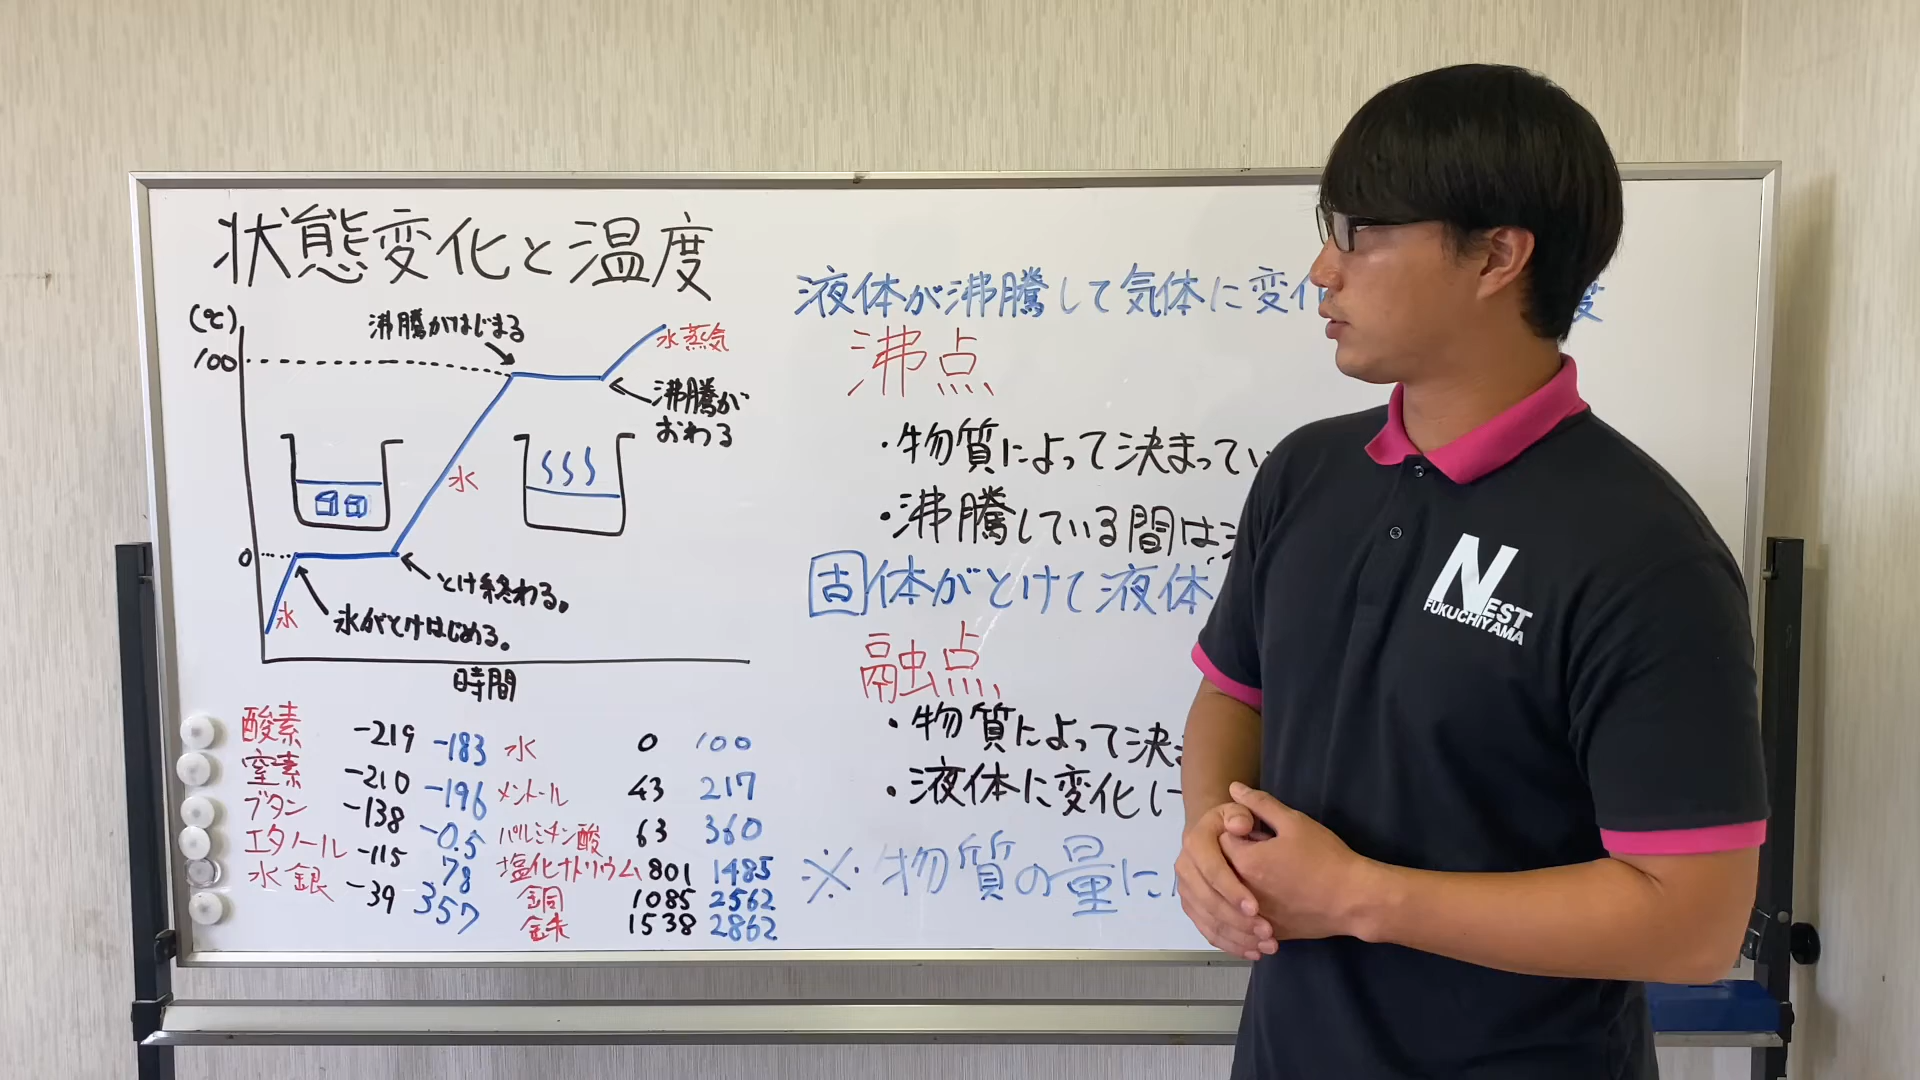 状態変化と温度
(℃)
沸騰がはじまる
100
水蒸気
沸騰が
おわる
水
0
とけ終わる。
氷がとけはじめる。
氷
時間
酸素 -219 -183
窒素 -210 -196
ブタン -138 -0.5
エタノール -115 78
水銀 -39 357
水 0 100
メントール 43 217
パルミチン酸 63 360
塩化ナトリウム 801 1485
銅 1085 2562
鉄 1538 2862
液体が沸騰して気体に変化 度
沸点
・物質によって決まってい
・沸騰している間は
固体がとけて液体
融点
・物質によって決ま
・液体に変化し
※物質の量に
NEST
FUKUCHIYAMA